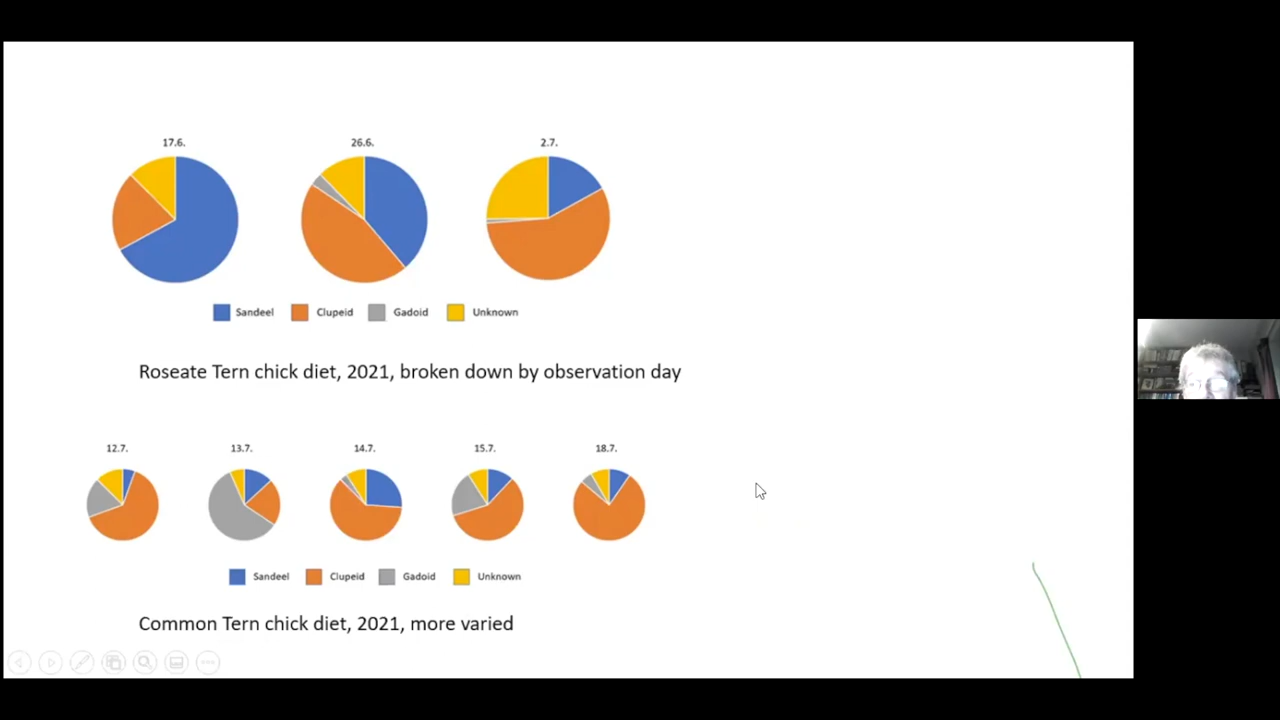 17.6. 26.6. 2.7.
Sandeel Clupeid Gadoid Unknown
Roseate Tern chick diet, 2021, broken down by observation day
12.7. 13.7. 14.7. 15.7. 18.7.
Sandeel Clupeid Gadoid Unknown
Common Tern chick diet, 2021, more varied